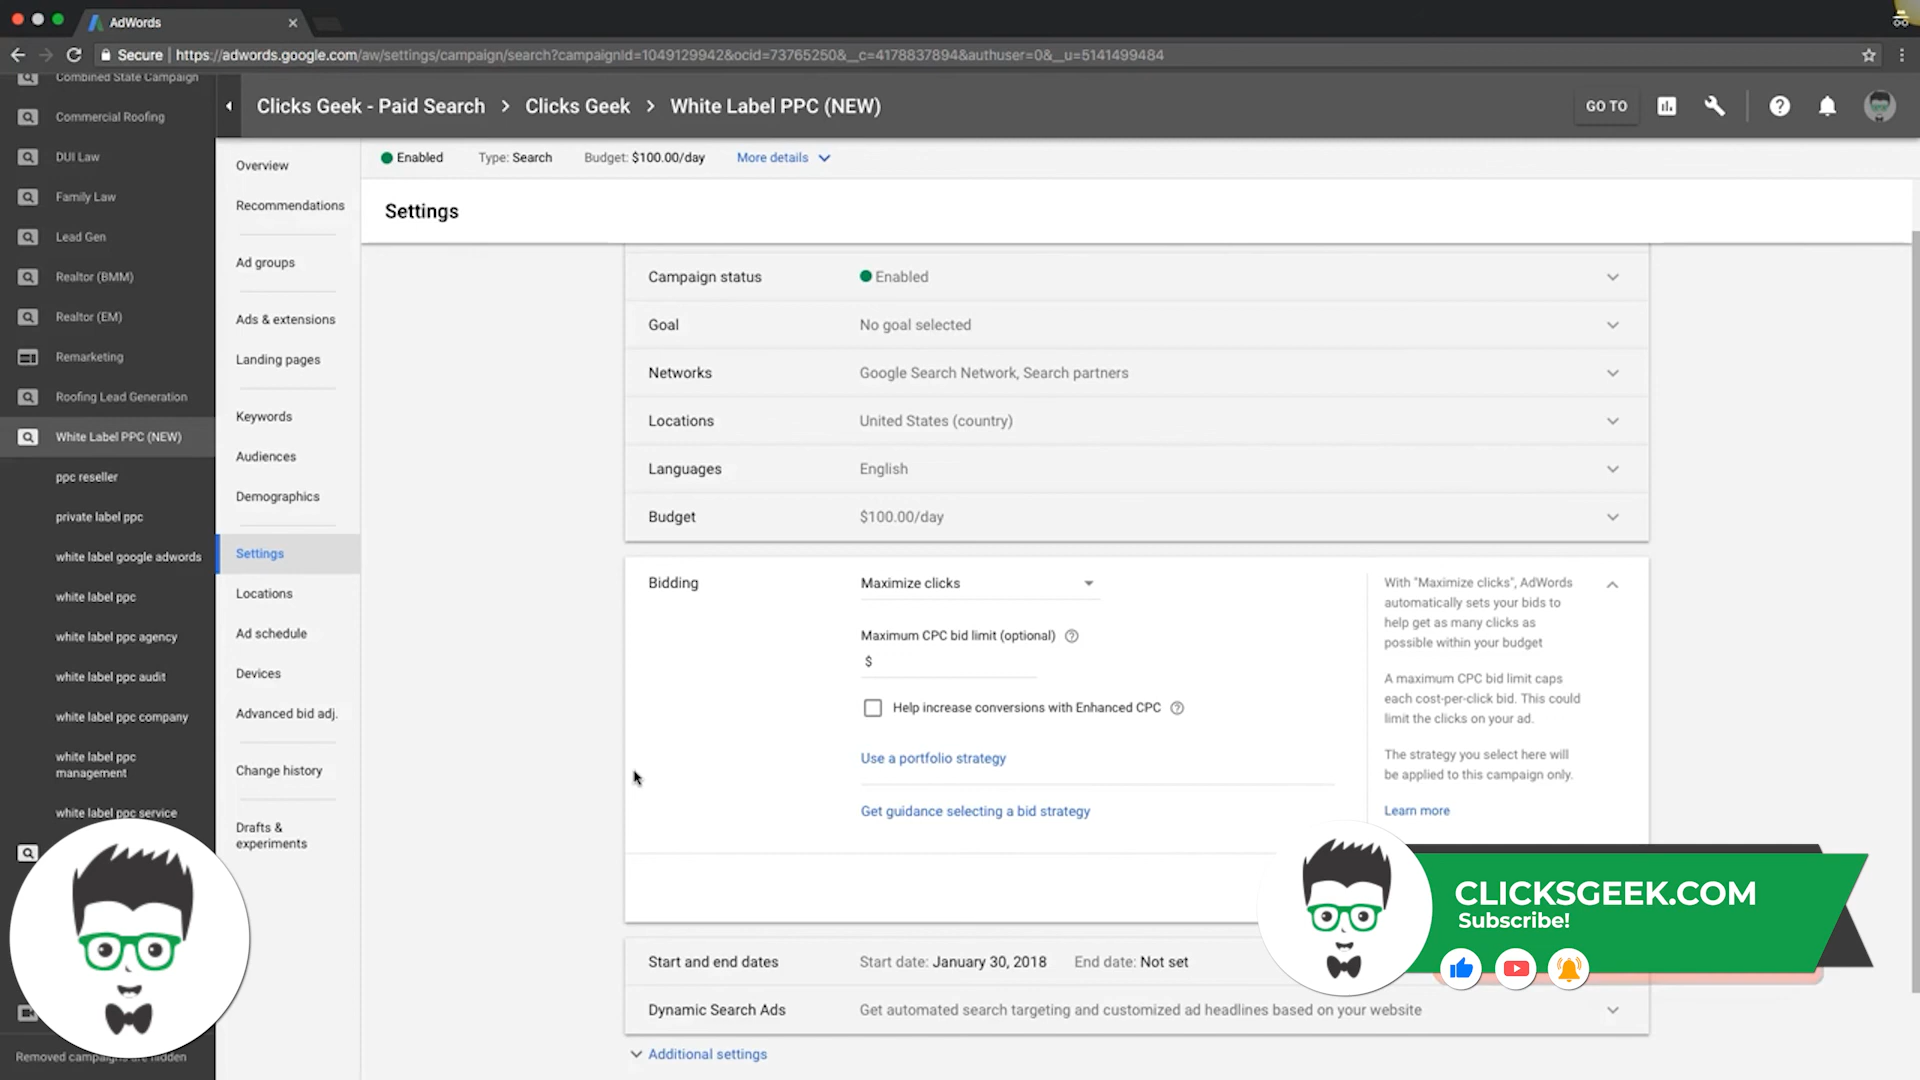 AdWords
Secure
https://adwords.google.com/aw/settings/campaign/search?campaignId=1049129942&ocid=73765250&__c=4178837894&authuser=0&__u=5141499484
Clicks Geek - Paid Search > Clicks Geek > White Label PPC (NEW)
GO TO
Combined State Campaign
Commercial Roofing
DUI Law
Family Law
Lead Gen
Realtor (BMM)
Realtor (EM)
Remarketing
Roofing Lead Generation
White Label PPC (NEW)
ppc reseller
private label ppc
white label google adwords
white label ppc
white label ppc agency
white label ppc audit
white label ppc company
white label ppc
management
white label ppc service
Removed campaigns are hidden
Overview
Recommendations
Ad groups
Ads & extensions
Landing pages
Keywords
Audiences
Demographics
Settings
Locations
Ad schedule
Devices
Advanced bid adj.
Change history
Drafts &
experiments
Enabled Type: Search Budget: $100.00/day More details
Settings
Campaign status Enabled
Goal No goal selected
Networks Google Search Network, Search partners
Locations United States (country)
Languages English
Budget $100.00/day
Bidding Maximize clicks
Maximum CPC bid limit (optional)
$
Help increase conversions with Enhanced CPC
Use a portfolio strategy
Get guidance selecting a bid strategy
With "Maximize clicks", AdWords
automatically sets your bids to
help get as many clicks as
possible within your budget
A maximum CPC bid limit caps
each cost-per-click bid. This could
limit the clicks on your ad.
The strategy you select here will
be applied to this campaign only.
Learn more
Start and end dates Start date: January 30, 2018 End date: Not set
Dynamic Search Ads Get automated search targeting and customized ad headlines based on your website
Additional settings
CLICKSGEEK.COM
Subscribe!